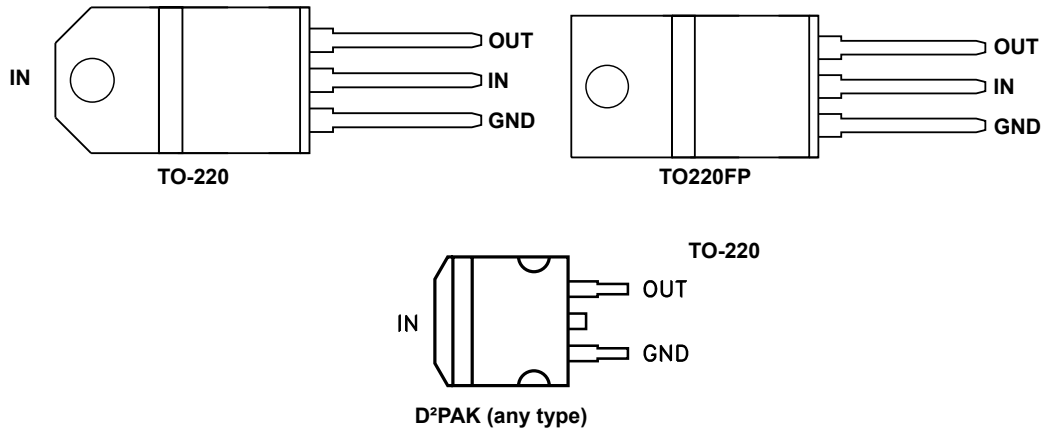 OUT
IN
IN
GND
TO-220
OUT
IN
GND
TO220FP
TO-220
OUT
IN
GND
D²PAK (any type)